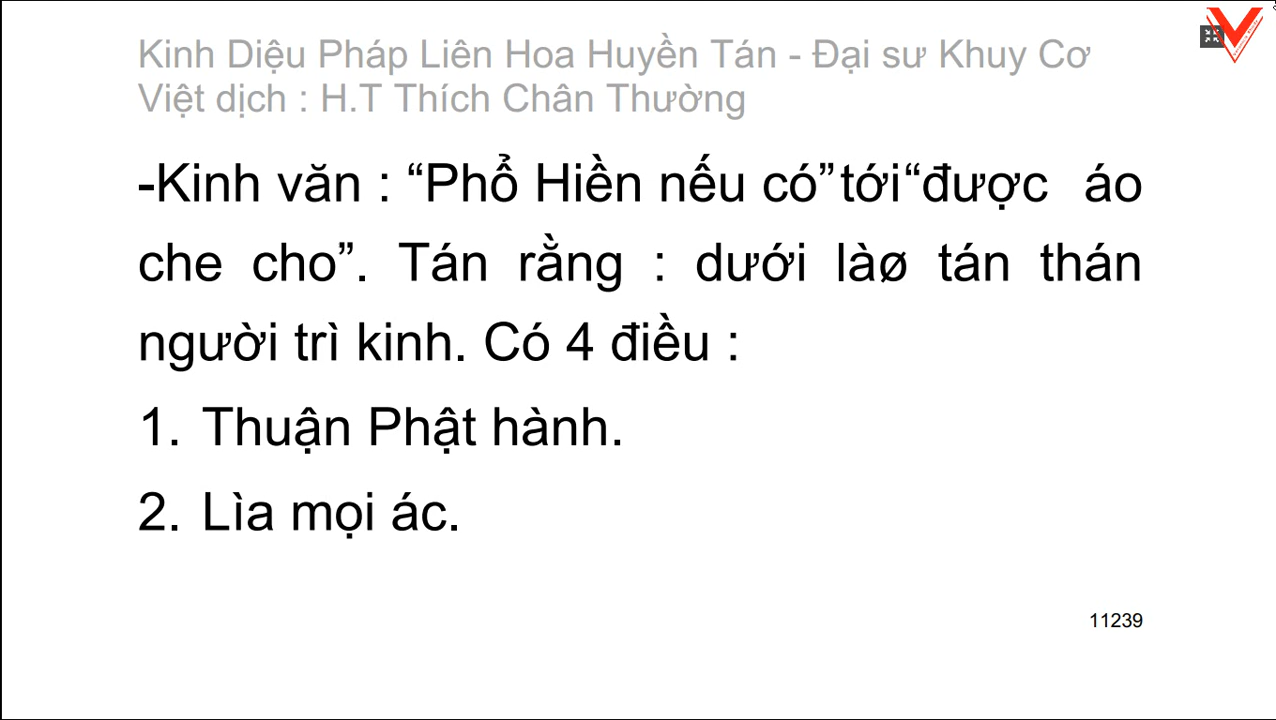 Kinh Diệu Pháp Liên Hoa Huyền Tán - Đại sư Khuy Cơ
Việt dịch : H.T Thích Chân Thường
-Kinh văn : “Phổ Hiền nếu có”tới“được áo
che cho”. Tán rằng : dưới làø tán thán
người trì kinh. Có 4 điều :
1. Thuận Phật hành.
2. Lìa mọi ác.
11239